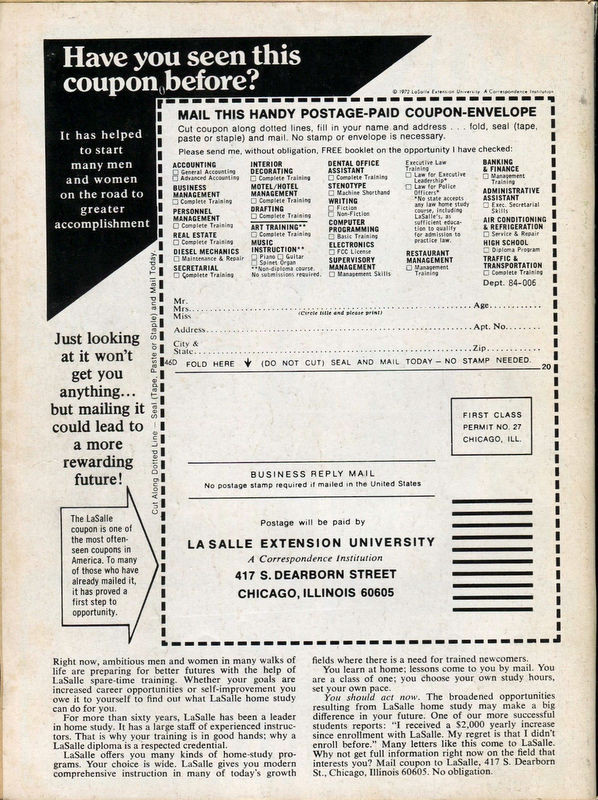 Have you seen this
coupon before?
© 1972 LaSalle Extension University A Correspondence Institution
It has helped
to start
many men
and women
on the road to
greater
accomplishment
Just looking
at it won't
get you
anything...
but mailing it
could lead to
a more
rewarding
future!
The LaSalle
coupon is one of
the most often-
seen coupons in
America. To many
of those who have
already mailed it,
it has proved a
first step to
opportunity.
Cut Along Dotted Line — Seal (Tape, Paste or Staple) and Mail Today
MAIL THIS HANDY POSTAGE-PAID COUPON-ENVELOPE
Cut coupon along dotted lines, fill in your name and address . . . fold, seal (tape,
paste or staple) and mail. No stamp or envelope is necessary.
Please send me, without obligation, FREE booklet on the opportunity I have checked:
ACCOUNTING
□ General Accounting
□ Advanced Accounting
BUSINESS
MANAGEMENT
□ Complete Training
PERSONNEL
MANAGEMENT
□ Complete Training
REAL ESTATE
□ Complete Training
DIESEL MECHANICS
□ Maintenance & Repair
SECRETARIAL
□ Complete Training
INTERIOR
DECORATING
□ Complete Training
MOTEL/HOTEL
MANAGEMENT
□ Complete Training
DRAFTING
□ Complete Training
ART TRAINING**
□ Complete Training
MUSIC
INSTRUCTION**
□ Piano □ Guitar
□ Spinet Organ
**Non-diploma course.
No submissions required.
DENTAL OFFICE
ASSISTANT
□ Complete Training
STENOTYPE
□ Machine Shorthand
WRITING
□ Fiction
□ Non-Fiction
COMPUTER
PROGRAMMING
□ Basic Training
ELECTRONICS
□ FCC License
SUPERVISORY
MANAGEMENT
□ Management Skills
Executive Law
Training
□ Law for Executive
Leadership*
□ Law for Police
Officers*
*No state accepts
any law home study
course, including
LaSalle's, as
sufficient educa-
tion to qualify
for admission to
practice law.
RESTAURANT
MANAGEMENT
□ Management
Training
BANKING
& FINANCE
□ Management
Training
ADMINISTRATIVE
ASSISTANT
□ Exec. Secretarial
Skills
AIR CONDITIONING
& REFRIGERATION
□ Service & Repair
HIGH SCHOOL
□ Diploma Program
TRAFFIC &
TRANSPORTATION
□ Complete Training
Dept. 84-006
Mr.
Mrs. Age
Miss (Circle title and please print)
Address Apt. No.
City &
State Zip
46D FOLD HERE (DO NOT CUT) SEAL AND MAIL TODAY — NO STAMP NEEDED. 20
FIRST CLASS
PERMIT NO. 27
CHICAGO, ILL.
BUSINESS REPLY MAIL
No postage stamp required if mailed in the United States
Postage will be paid by
LA SALLE EXTENSION UNIVERSITY
A Correspondence Institution
417 S. DEARBORN STREET
CHICAGO, ILLINOIS 60605
Right now, ambitious men and women in many walks of
life are preparing for better futures with the help of
LaSalle spare-time training. Whether your goals are
increased career opportunities or self-improvement you
owe it to yourself to find out what LaSalle home study
can do for you.
For more than sixty years, LaSalle has been a leader
in home study. It has a large staff of experienced instruc-
tors. That is why your training is in good hands; why a
LaSalle diploma is a respected credential.
LaSalle offers you many kinds of home-study pro-
grams. Your choice is wide. LaSalle gives you modern
comprehensive instruction in many of today's growth
fields where there is a need for trained newcomers.
You learn at home; lessons come to you by mail. You
are a class of one; you choose your own study hours,
set your own pace.
You should act now. The broadened opportunities
resulting from LaSalle home study may make a big
difference in your future. One of our more successful
students reports: "I received a $2,000 yearly increase
since enrollment with LaSalle. My regret is that I didn't
enroll before." Many letters like this come to LaSalle.
Why not get full information right now on the field that
interests you? Mail coupon to LaSalle, 417 S. Dearborn
St., Chicago, Illinois 60605. No obligation.